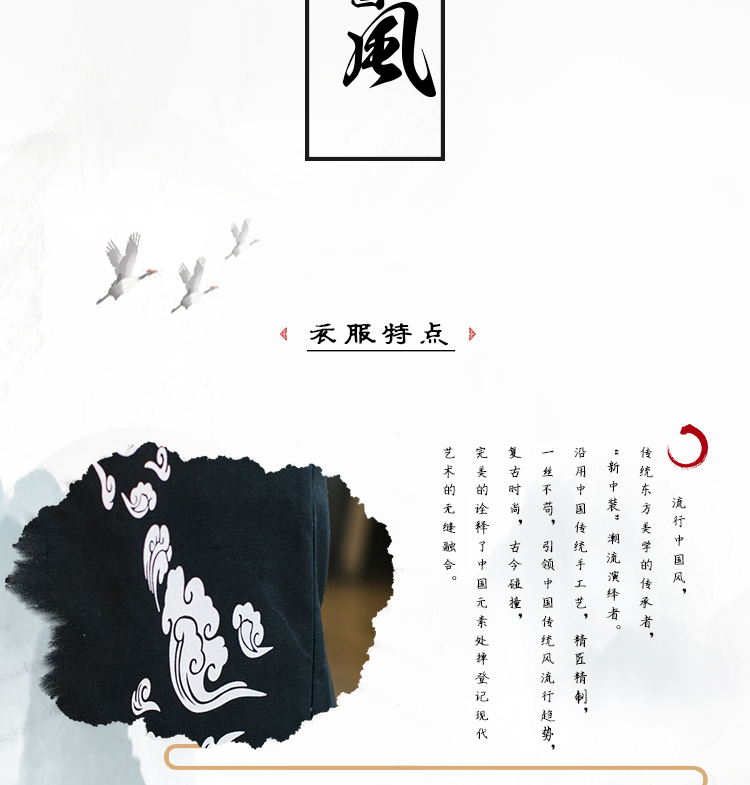 風
衣服特点
流行中国风，
传统东方美学的传承者，
"新中装"潮流演绎者。
沿用中国传统手工艺，精匠精制，
一丝不苟，引领中国传统风流行趋势，
复古时尚，古今碰撞，
完美的诠释了中国元素处摔登记现代
艺术的无缝融合。